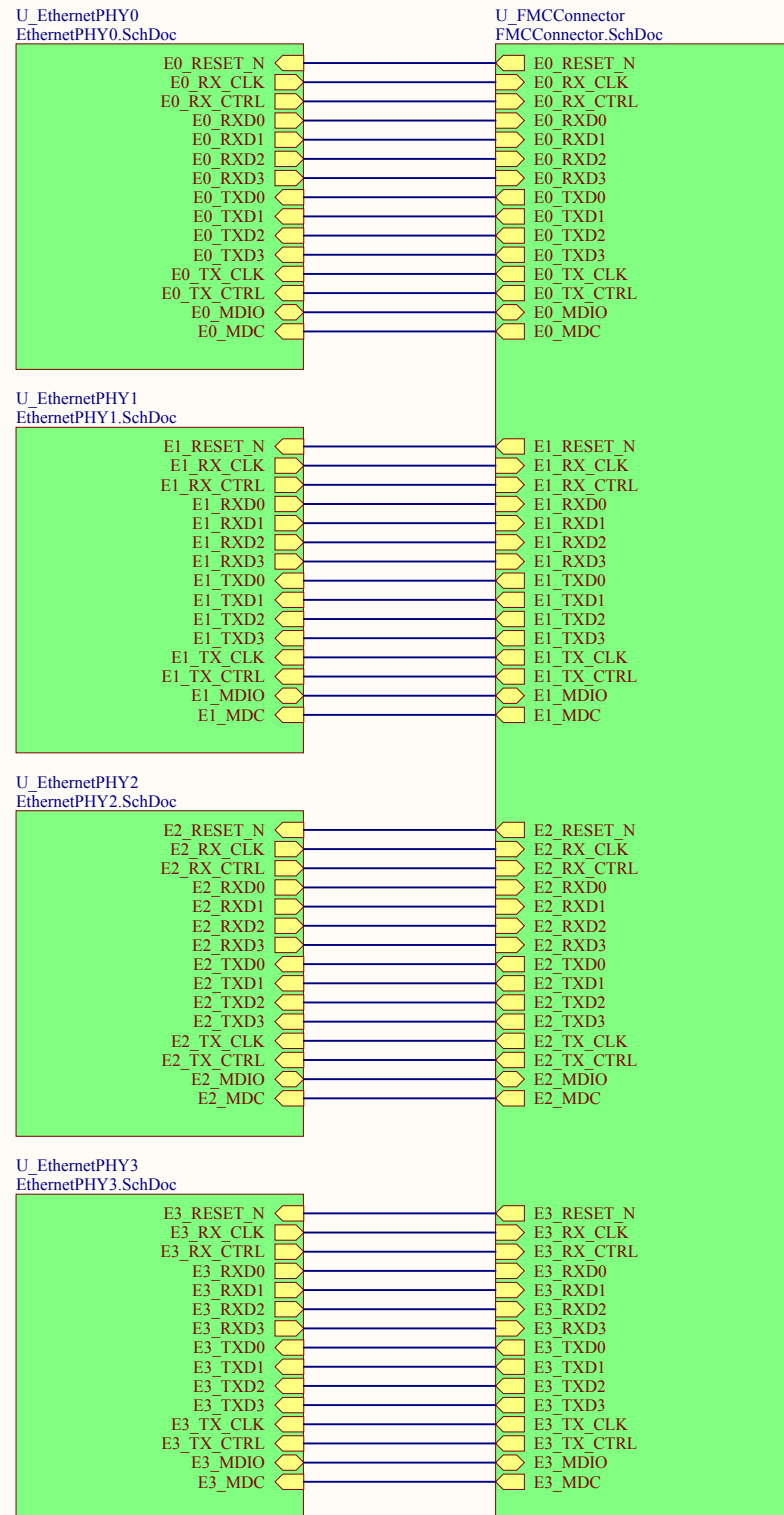 U_EthernetPHY0
EthernetPHY0.SchDoc
E0_RESET_N
E0_RX_CLK
E0_RX_CTRL
E0_RXD0
E0_RXD1
E0_RXD2
E0_RXD3
E0_TXD0
E0_TXD1
E0_TXD2
E0_TXD3
E0_TX_CLK
E0_TX_CTRL
E0_MDIO
E0_MDC
U_EthernetPHY1
EthernetPHY1.SchDoc
E1_RESET_N
E1_RX_CLK
E1_RX_CTRL
E1_RXD0
E1_RXD1
E1_RXD2
E1_RXD3
E1_TXD0
E1_TXD1
E1_TXD2
E1_TXD3
E1_TX_CLK
E1_TX_CTRL
E1_MDIO
E1_MDC
U_EthernetPHY2
EthernetPHY2.SchDoc
E2_RESET_N
E2_RX_CLK
E2_RX_CTRL
E2_RXD0
E2_RXD1
E2_RXD2
E2_RXD3
E2_TXD0
E2_TXD1
E2_TXD2
E2_TXD3
E2_TX_CLK
E2_TX_CTRL
E2_MDIO
E2_MDC
U_EthernetPHY3
EthernetPHY3.SchDoc
E3_RESET_N
E3_RX_CLK
E3_RX_CTRL
E3_RXD0
E3_RXD1
E3_RXD2
E3_RXD3
E3_TXD0
E3_TXD1
E3_TXD2
E3_TXD3
E3_TX_CLK
E3_TX_CTRL
E3_MDIO
E3_MDC
U_FMCConnector
FMCConnector.SchDoc
E0_RESET_N
E0_RX_CLK
E0_RX_CTRL
E0_RXD0
E0_RXD1
E0_RXD2
E0_RXD3
E0_TXD0
E0_TXD1
E0_TXD2
E0_TXD3
E0_TX_CLK
E0_TX_CTRL
E0_MDIO
E0_MDC
E1_RESET_N
E1_RX_CLK
E1_RX_CTRL
E1_RXD0
E1_RXD1
E1_RXD2
E1_RXD3
E1_TXD0
E1_TXD1
E1_TXD2
E1_TXD3
E1_TX_CLK
E1_TX_CTRL
E1_MDIO
E1_MDC
E2_RESET_N
E2_RX_CLK
E2_RX_CTRL
E2_RXD0
E2_RXD1
E2_RXD2
E2_RXD3
E2_TXD0
E2_TXD1
E2_TXD2
E2_TXD3
E2_TX_CLK
E2_TX_CTRL
E2_MDIO
E2_MDC
E3_RESET_N
E3_RX_CLK
E3_RX_CTRL
E3_RXD0
E3_RXD1
E3_RXD2
E3_RXD3
E3_TXD0
E3_TXD1
E3_TXD2
E3_TXD3
E3_TX_CLK
E3_TX_CTRL
E3_MDIO
E3_MDC